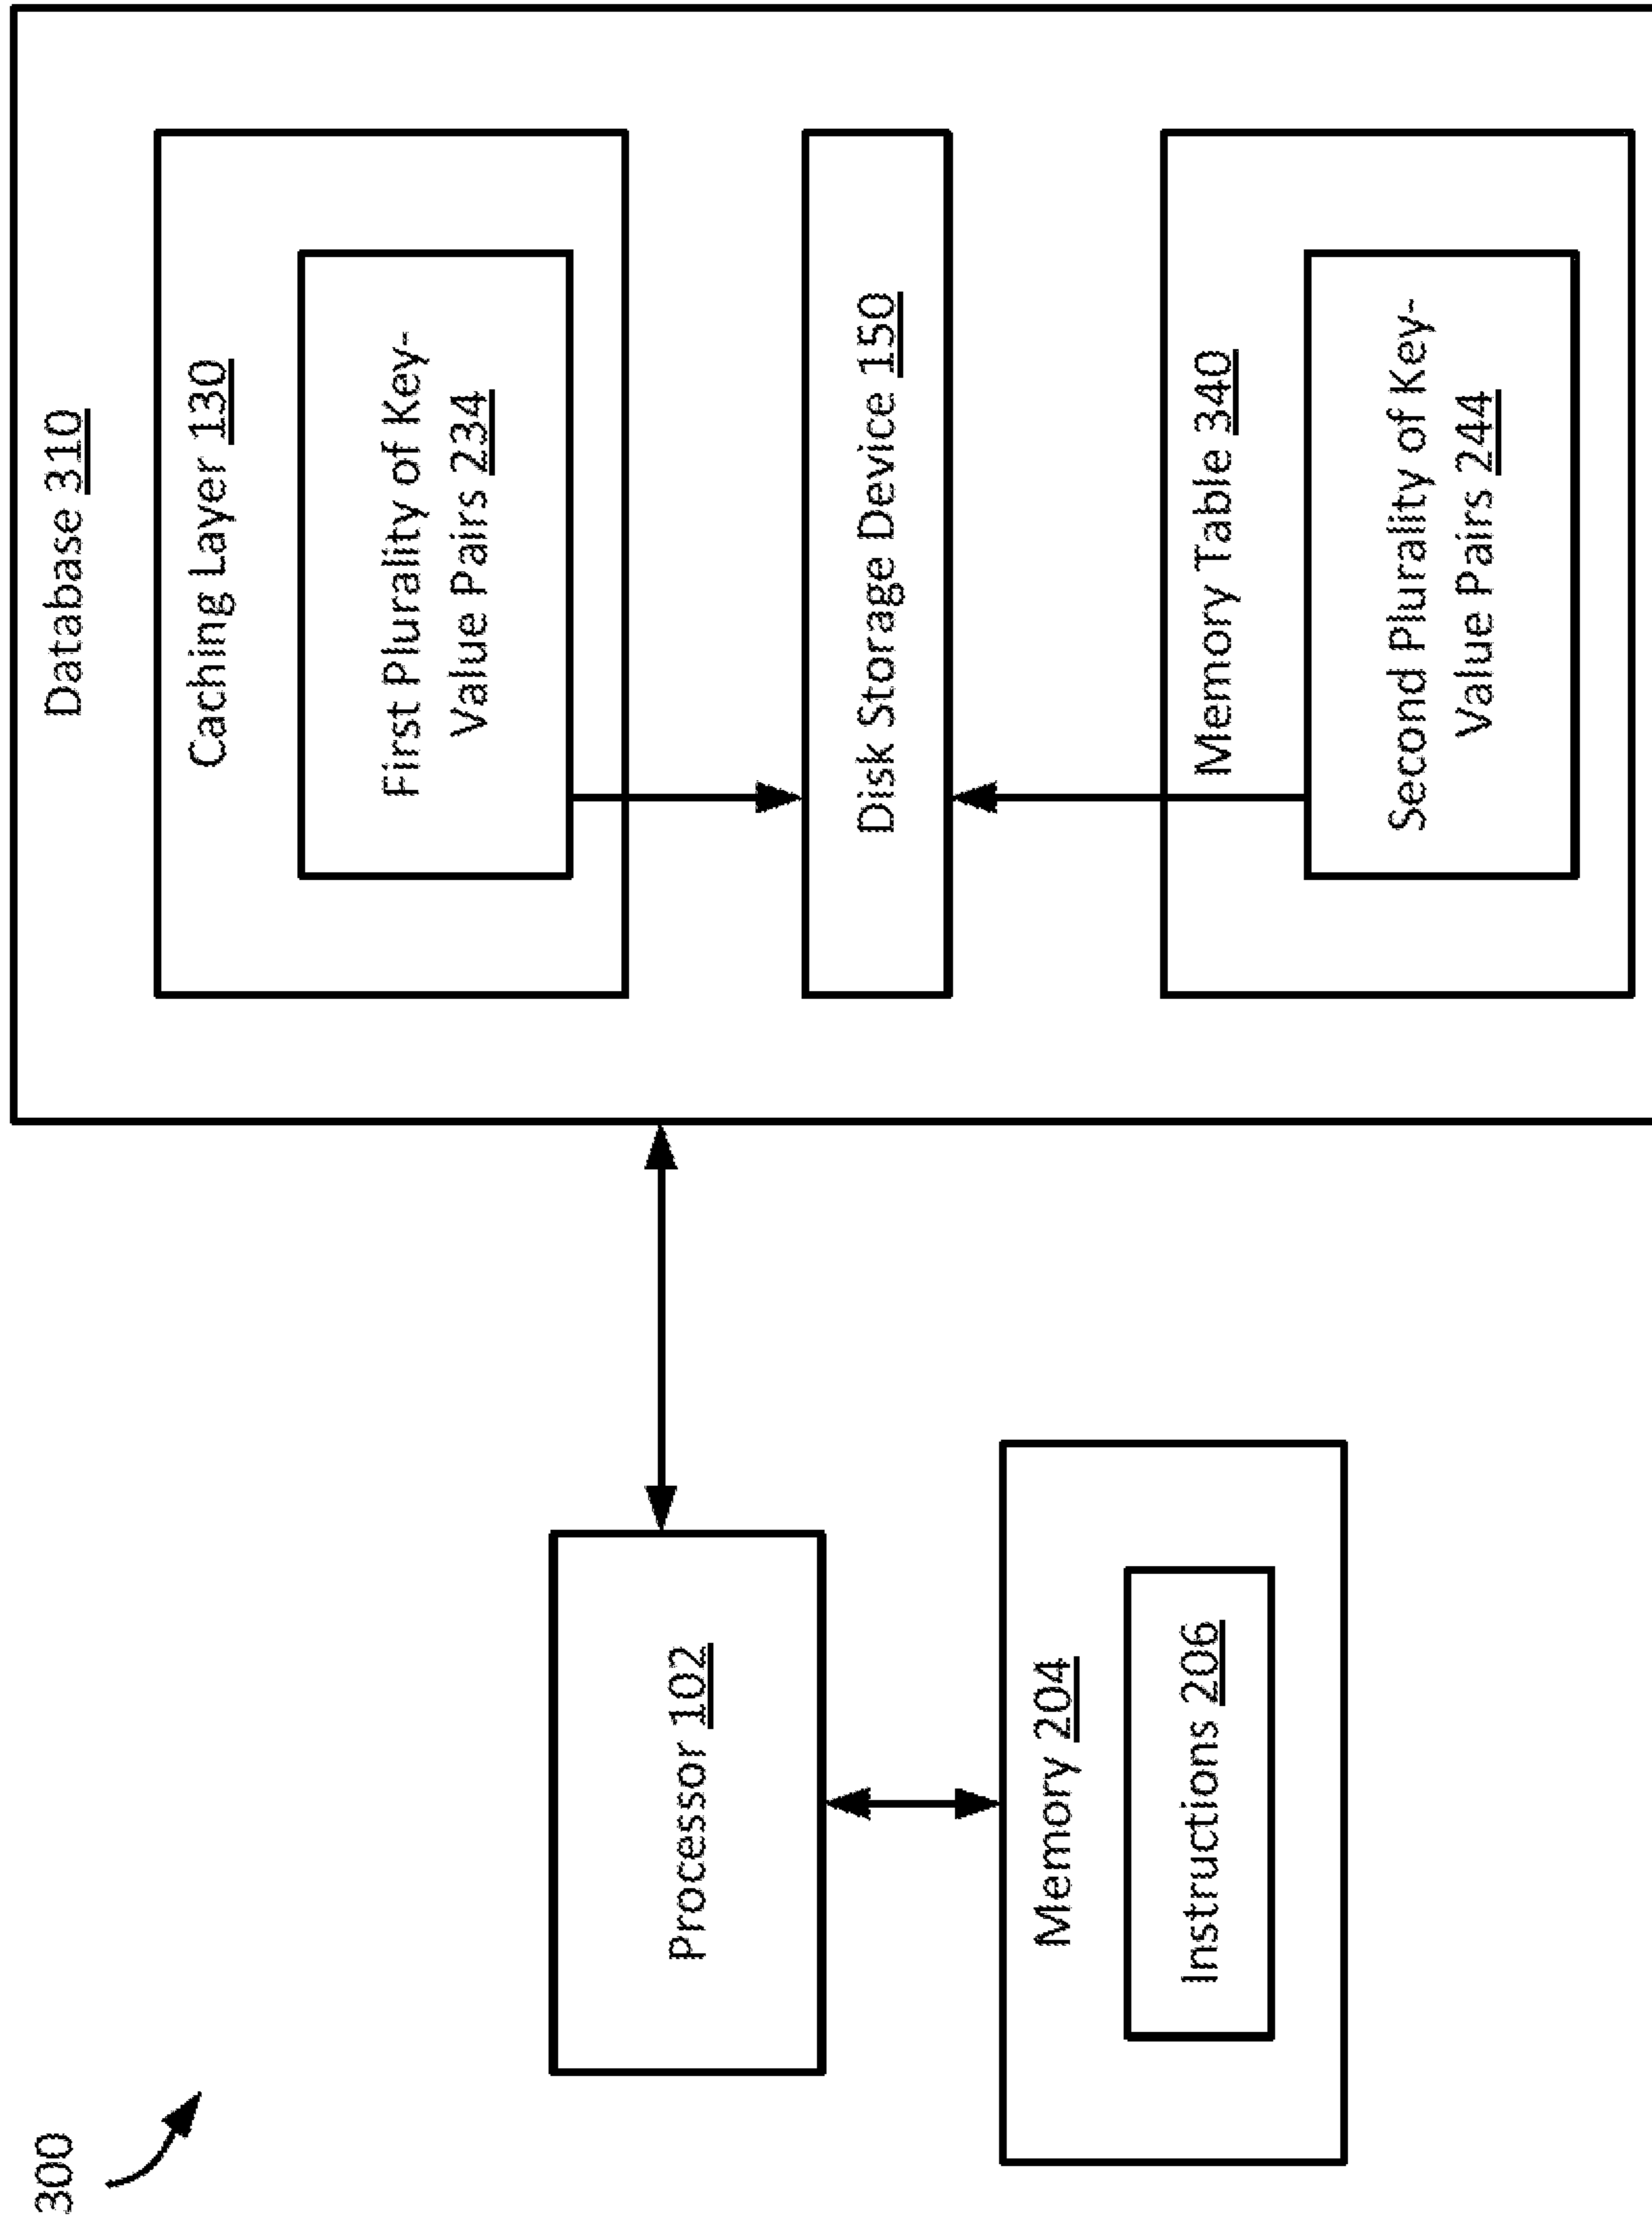 300
Processor 102
Memory 204
Instructions 206
Database 310
Caching Layer 130
First Plurality of Key-
Value Pairs 234
Disk Storage Device 150
Memory Table 340
Second Plurality of Key-
Value Pairs 244